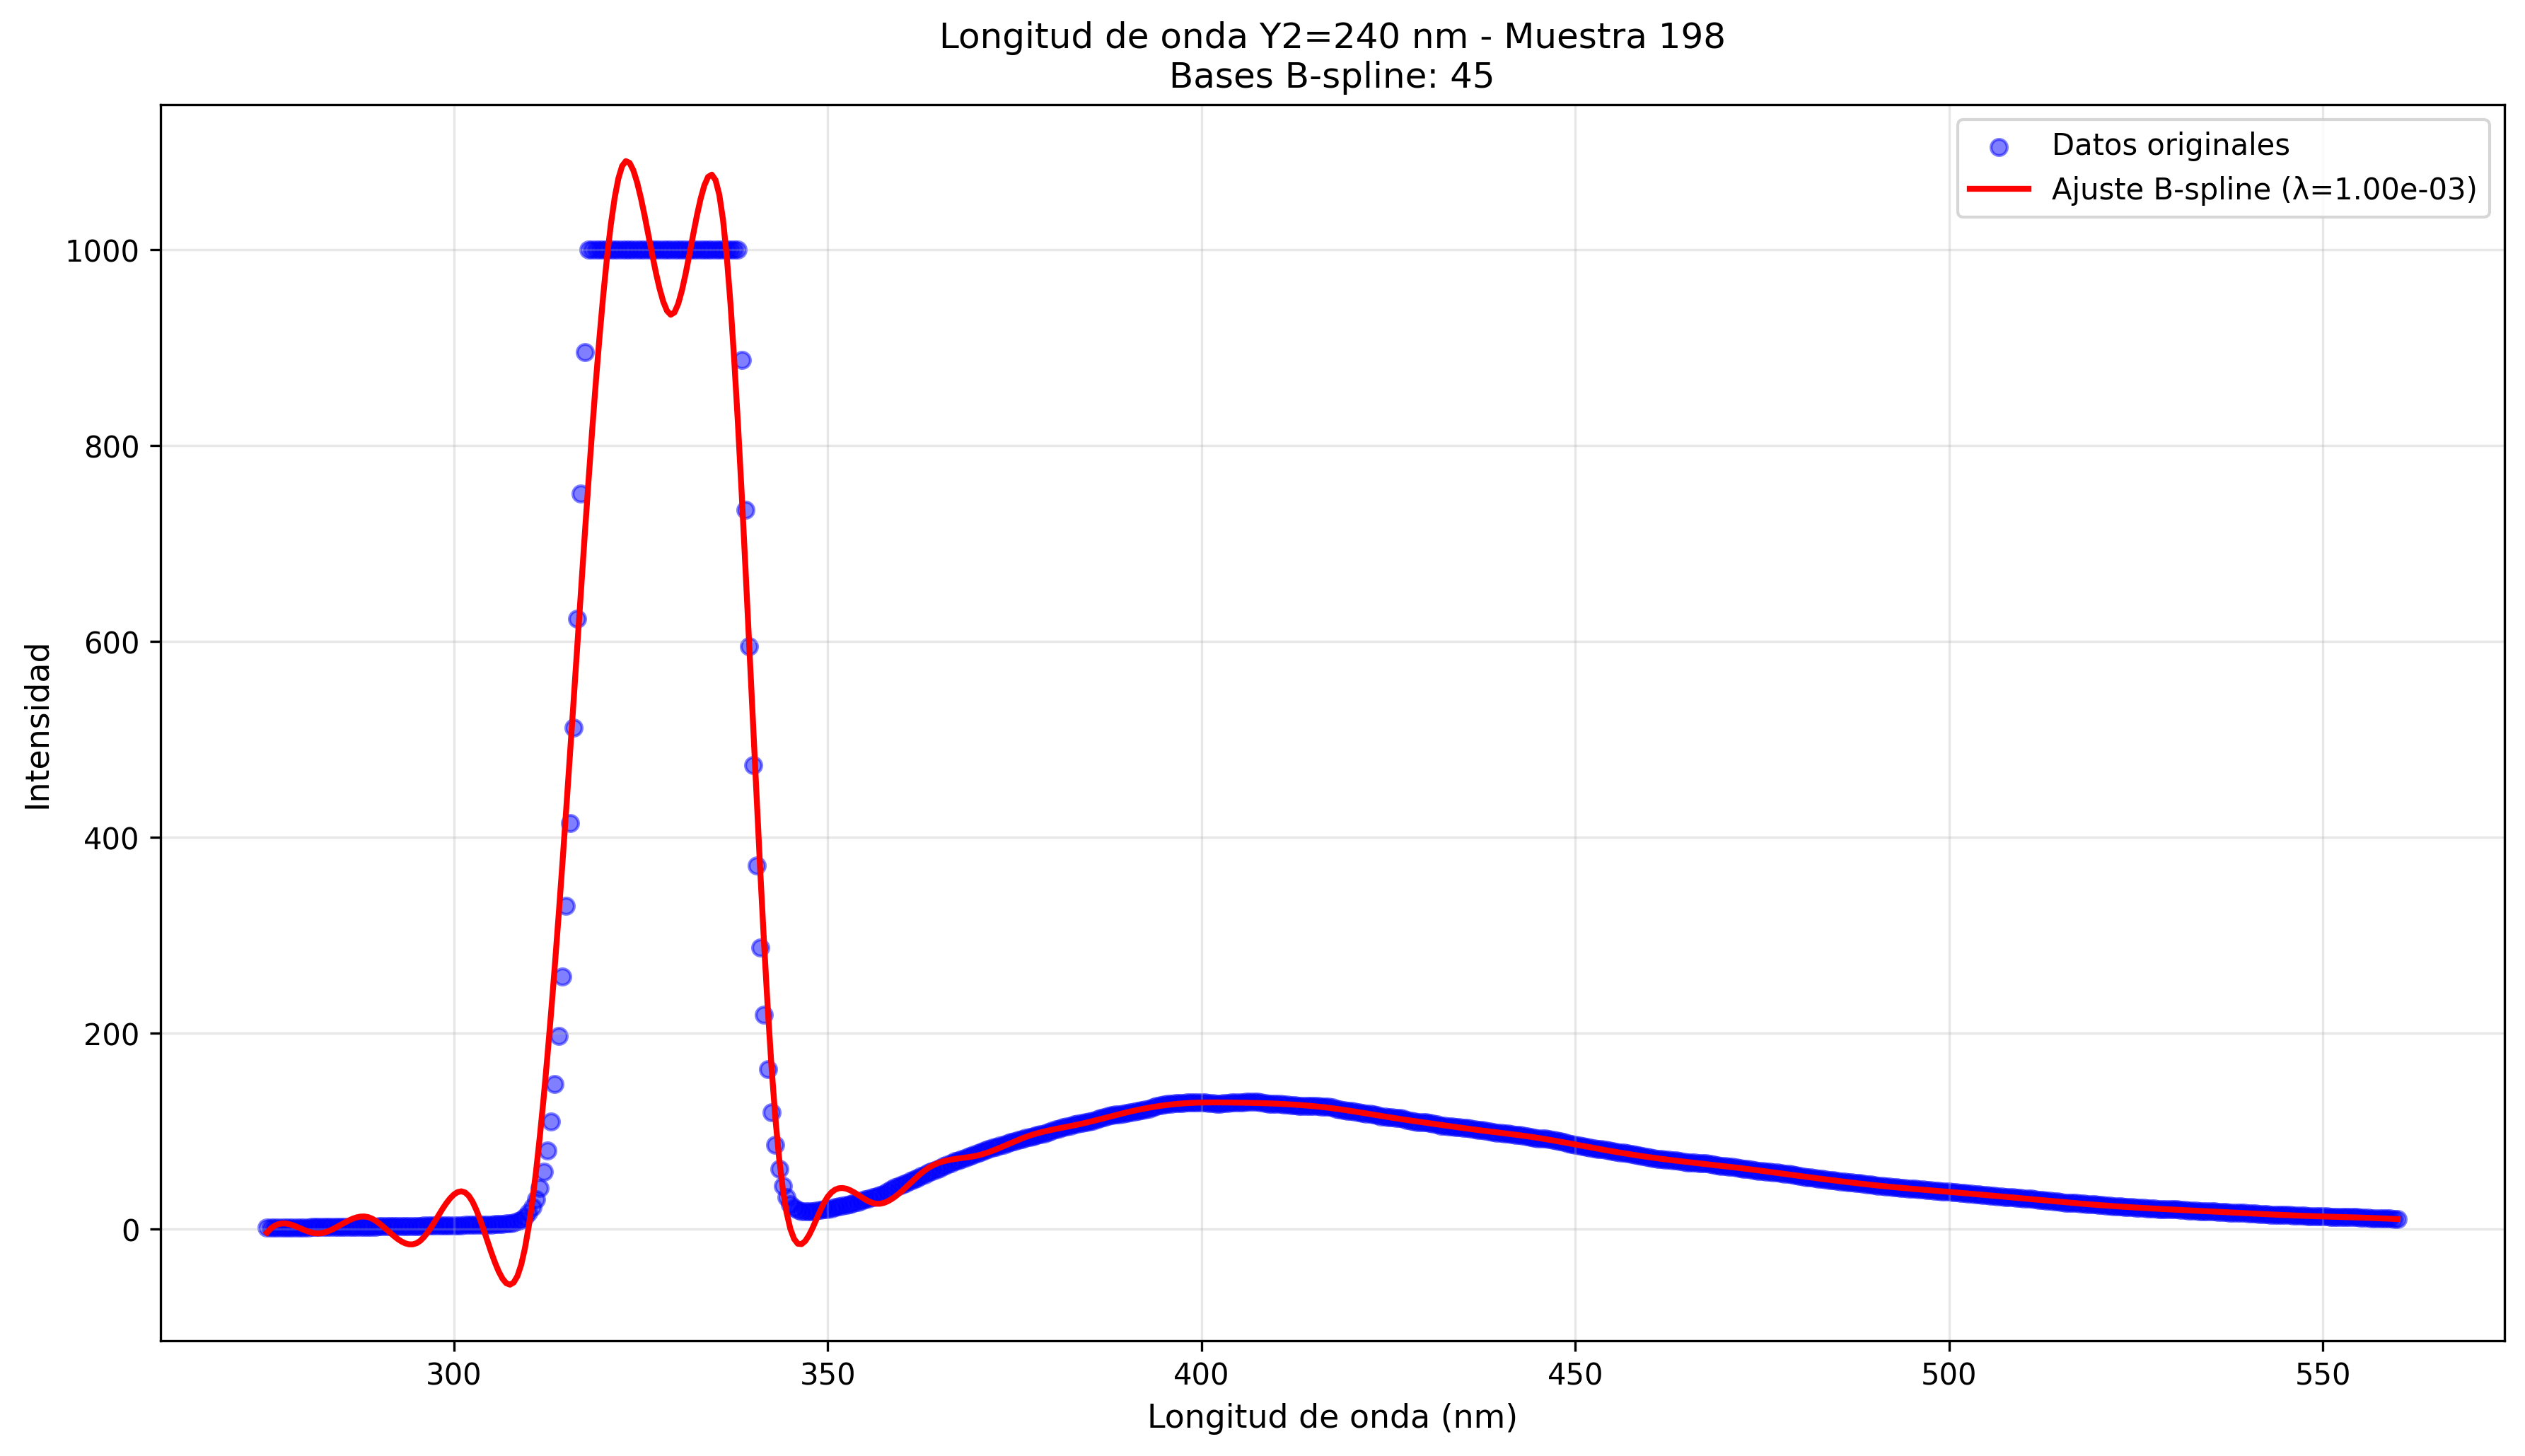 Longitud de onda Y2=240 nm - Muestra 198
Bases B-spline: 45
Datos originales
Ajuste B-spline (λ=1.00e-03)
Intensidad
1000
800
600
400
200
0
300
350
400
450
500
550
Longitud de onda (nm)